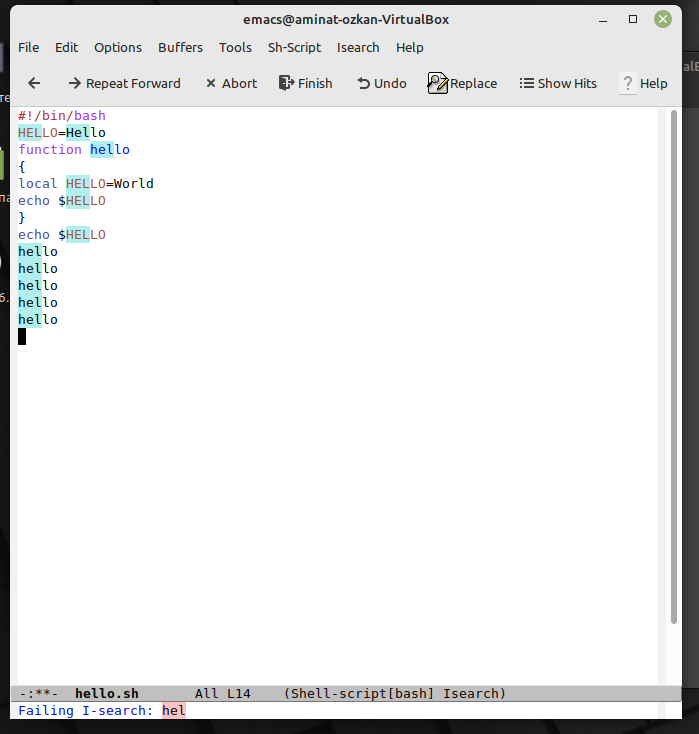 emacs@aminat-ozkan-VirtualBox
File Edit Options Buffers Tools Sh-Script Isearch Help
Repeat Forward Abort Finish Undo Replace Show Hits ? Help
#!/bin/bash
HELLO=Hello
function hello
{
local HELLO=World
echo $HELLO
}
echo $HELLO
hello
hello
hello
hello
hello
-:**- hello.sh All L14 (Shell-script[bash] Isearch)
Failing I-search: hel